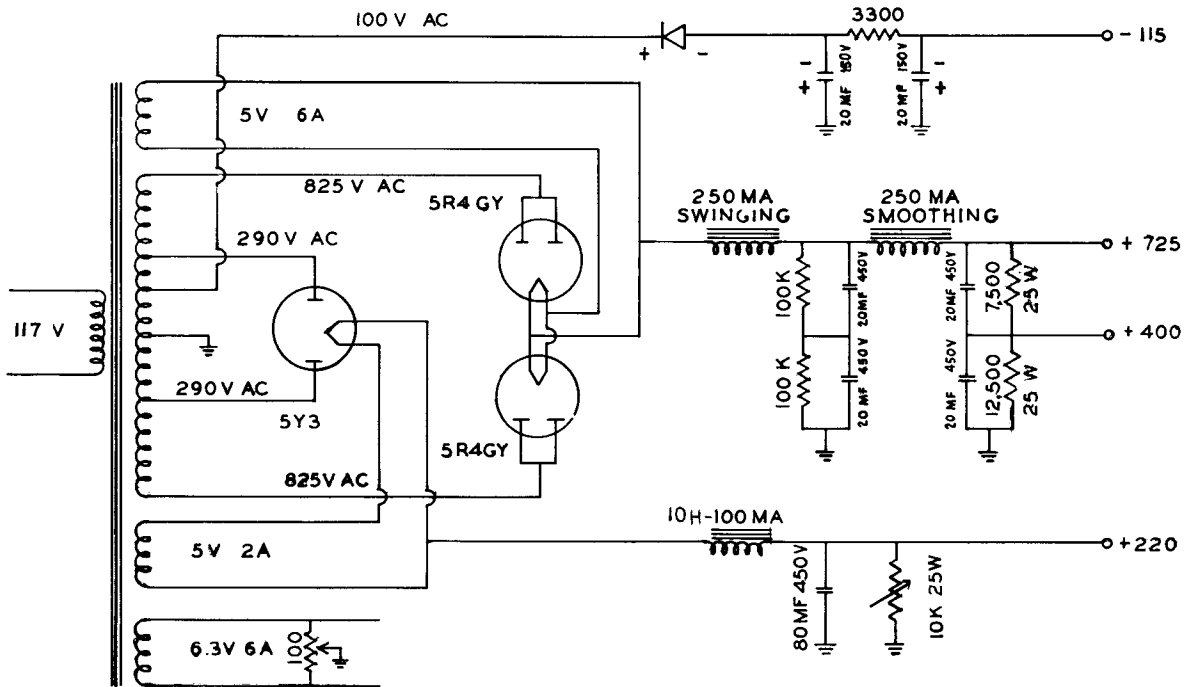 100 V AC
3300
- 115
+ -
-
+
20 MF 150V
20 MF 150V
-
+
5V 6A
825 V AC
5R4 GY
250 MA
SWINGING
250 MA
SMOOTHING
290 V AC
+ 725
100K
20MF 450V
20MF 450V
7,500
25 W
117 V
+ 400
290V AC
100 K
20 MF 450V
20 MF 450V
12,500
25 W
5Y3
5R4GY
825V AC
10H-100 MA
5V 2A
+220
80MF 450V
10K 25W
6.3V 6A
100